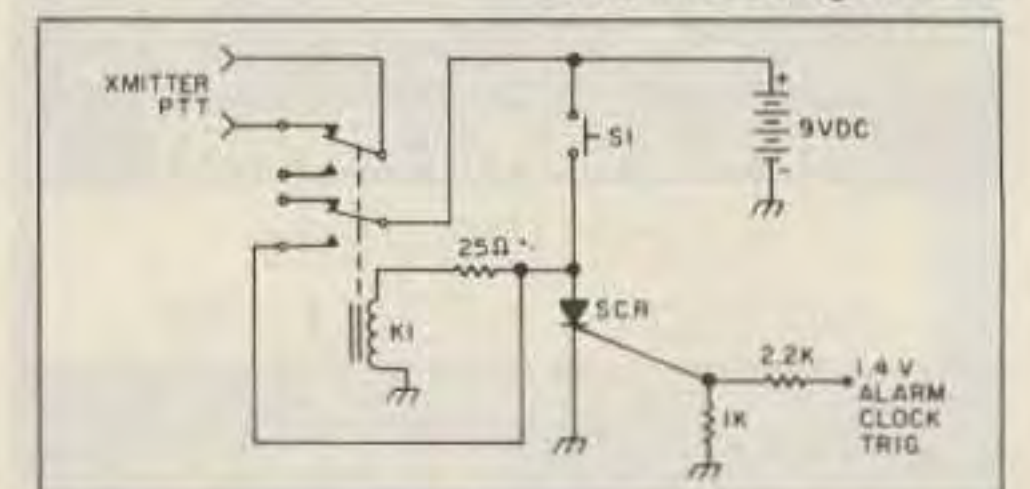 XMITTER
PTT
S1
9VDC
+
-
25Ω
K1
SCR
2.2K
1.4 V
ALARM
CLOCK
TRIG
1K